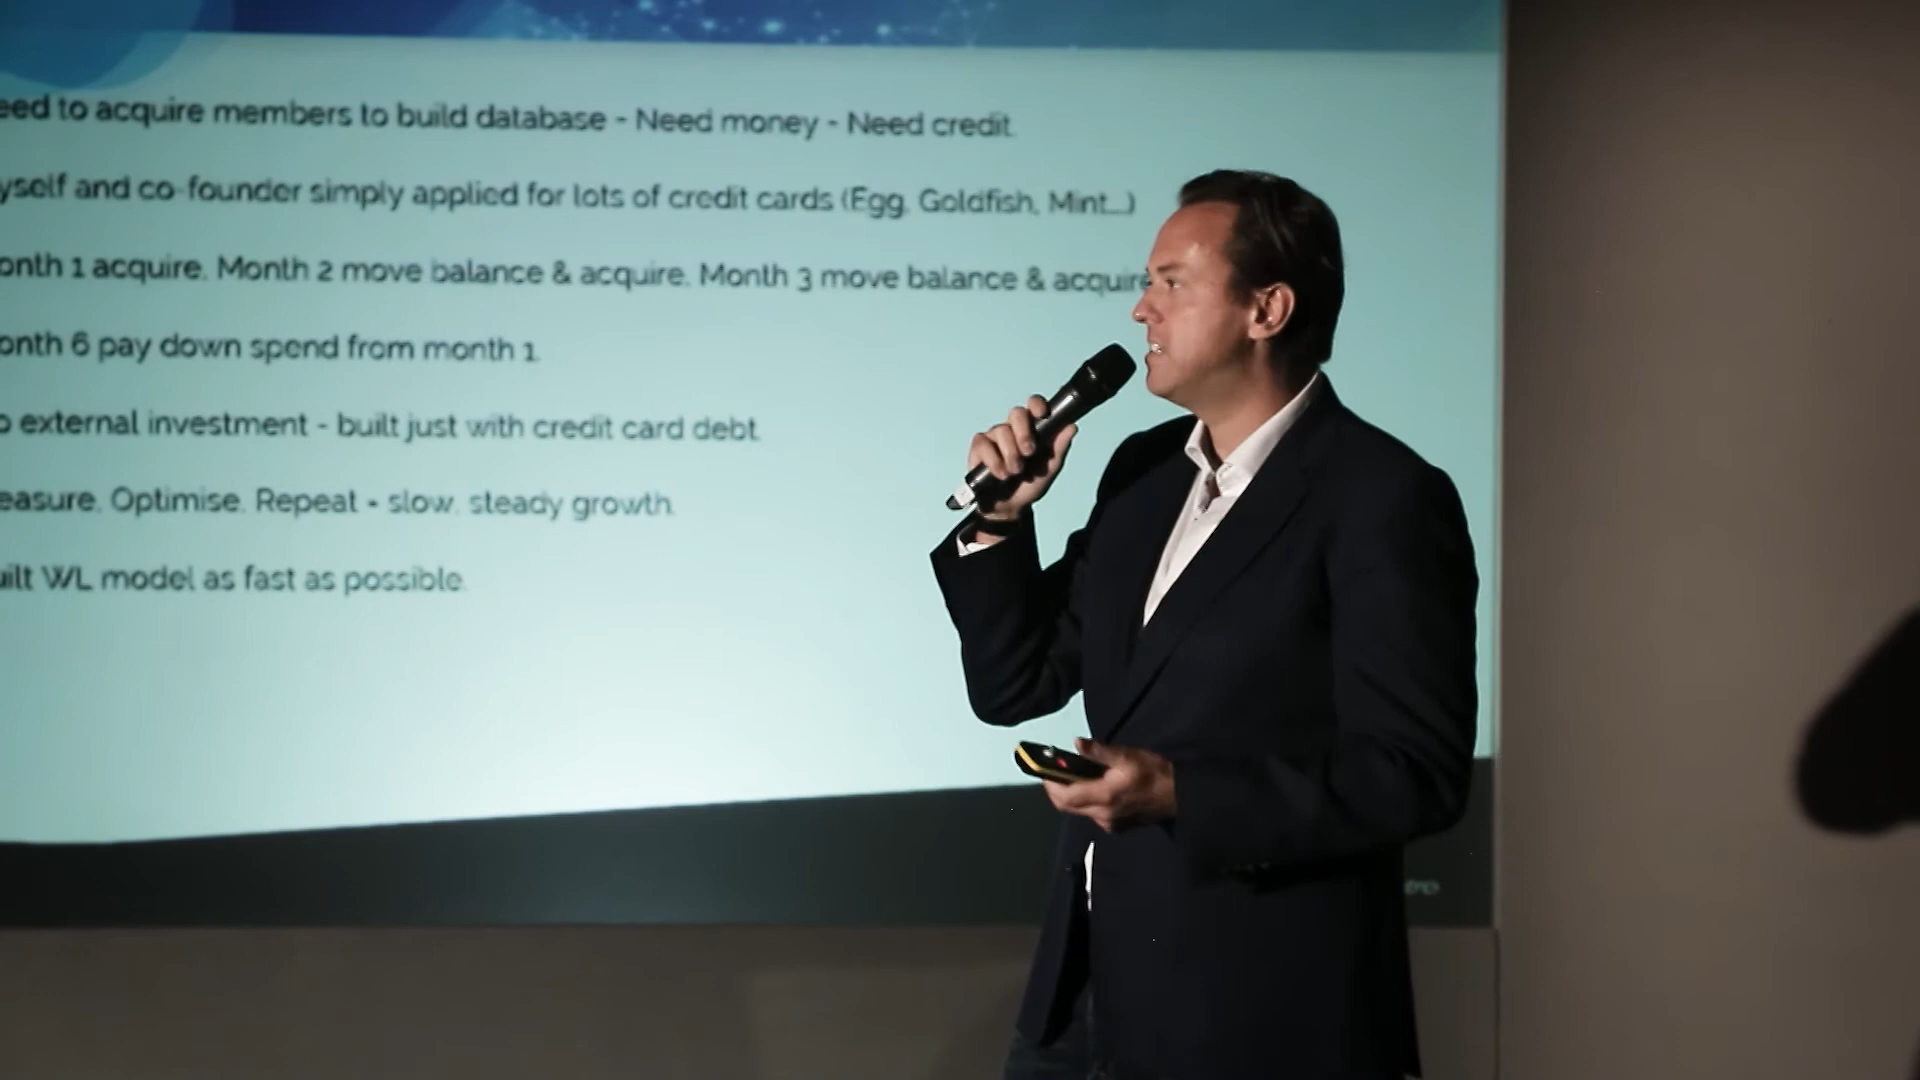 eed to acquire members to build database - Need money - Need credit.
yself and co-founder simply applied for lots of credit cards (Egg, Goldfish, Mint...)
onth 1 acquire. Month 2 move balance & acquire. Month 3 move balance & acquire
onth 6 pay down spend from month 1.
o external investment - built just with credit card debt.
easure. Optimise. Repeat - slow, steady growth.
uilt WL model as fast as possible.